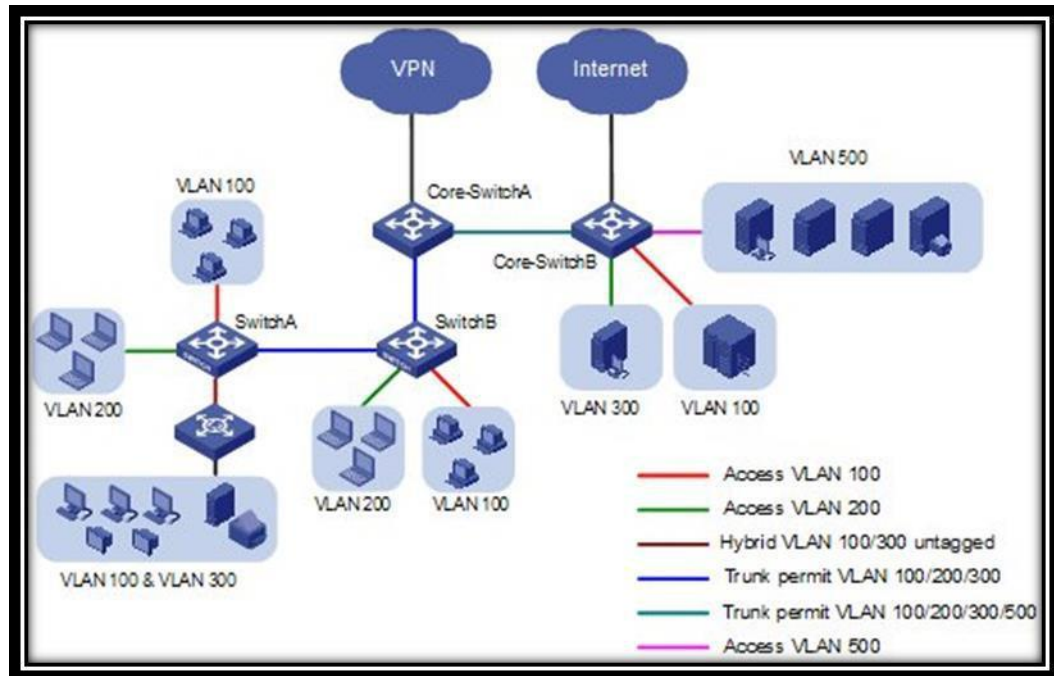 VPN
Internet
VLAN 500
VLAN 100
Core-SwitchA
Core-SwitchB
SwitchA
SwitchB
VLAN 200
VLAN 300
VLAN 100
VLAN 200
VLAN 100
VLAN 100 & VLAN 300
Access VLAN 100
Access VLAN 200
Hybrid VLAN 100/300 untagged
Trunk permit VLAN 100/200/300
Trunk permit VLAN 100/200/300/500
Access VLAN 500
SWITCH